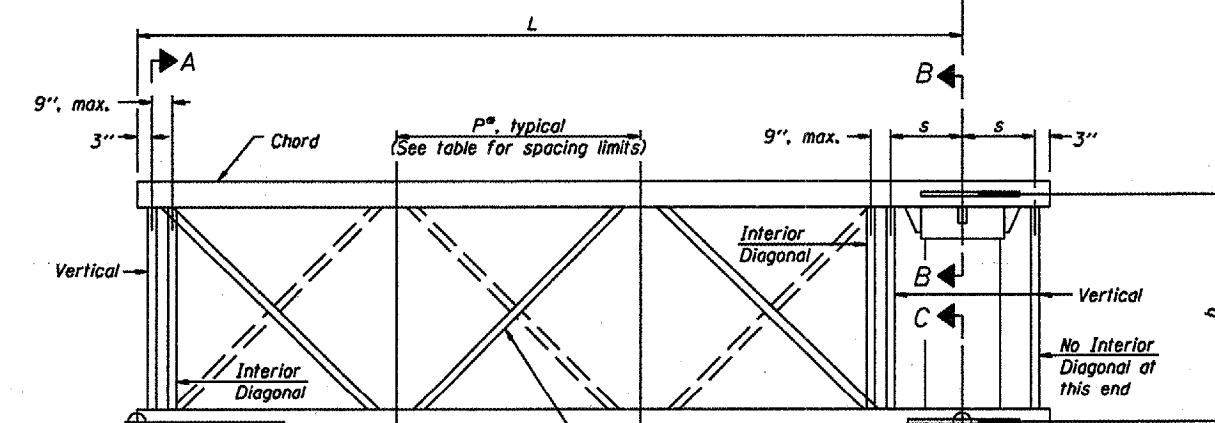 L
A
B
9", max.
P*, typical
9", max.
s
s
3"
Chord
(See table for spacing limits)
3"
Interior
Diagonal
Vertical
B
Vertical
C
No Interior
Diagonal at
this end
Interior
Diagonal